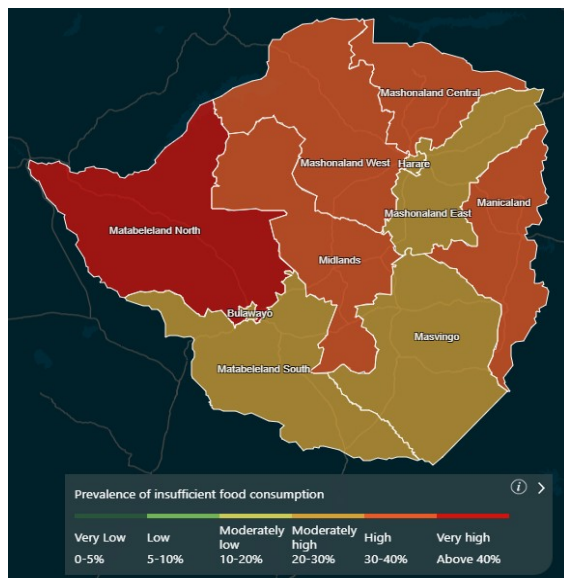 Mashonaland Central
Mashonaland West
Harare
Manicaland
Mashonaland East
Matabeleland North
Midlands
Bulawayo
Masvingo
Matabeleland South
Prevalence of insufficient food consumption
Very Low
0-5%
Low
5-10%
Moderately
low
10-20%
Moderately
high
20-30%
High
30-40%
Very high
Above 40%